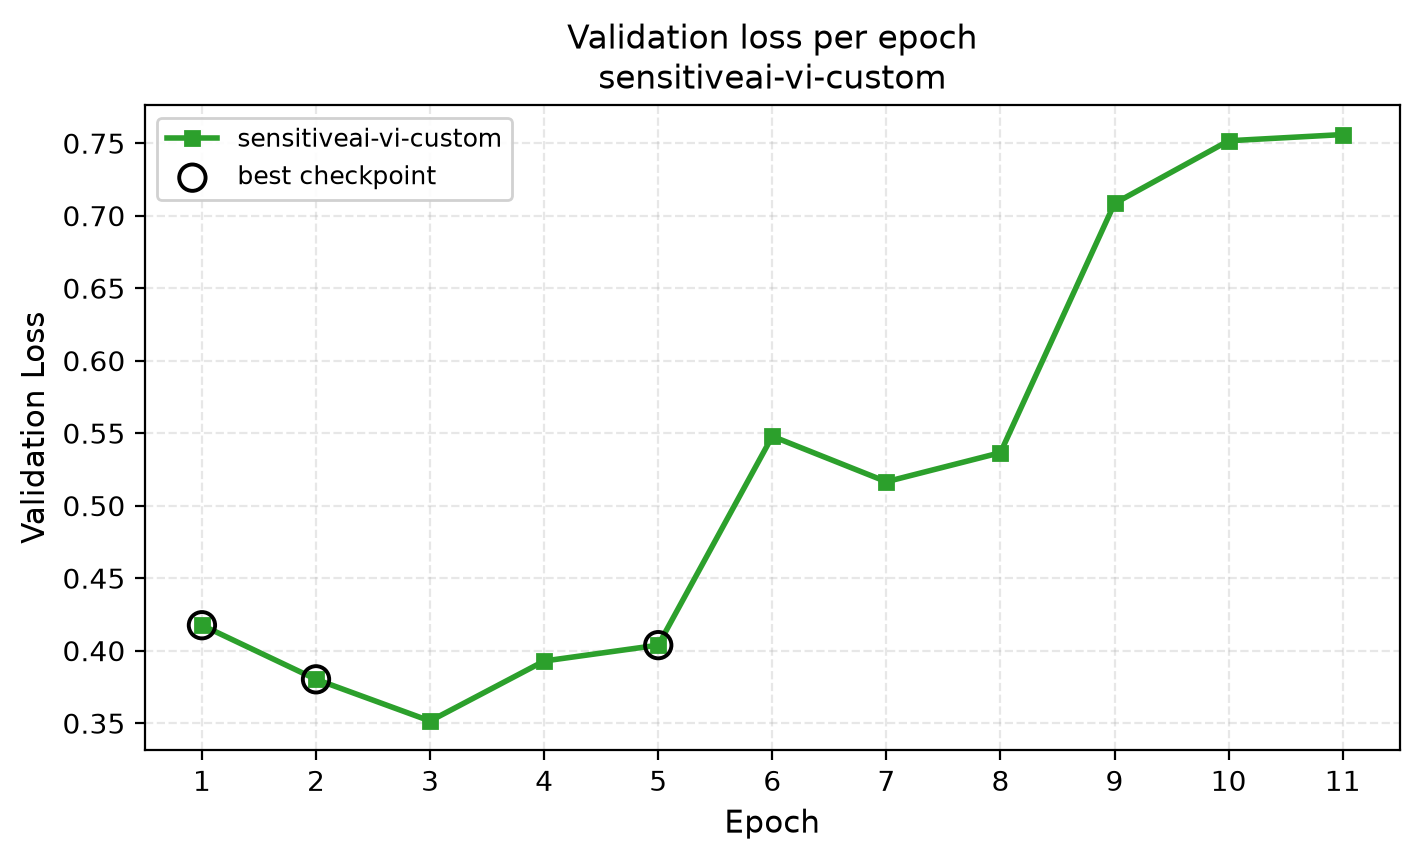 Validation loss per epoch
sensitiveai-vi-custom
sensitiveai-vi-custom
best checkpoint
Validation Loss
0.75
0.70
0.65
0.60
0.55
0.50
0.45
0.40
0.35
1 2 3 4 5 6 7 8 9 10 11
Epoch